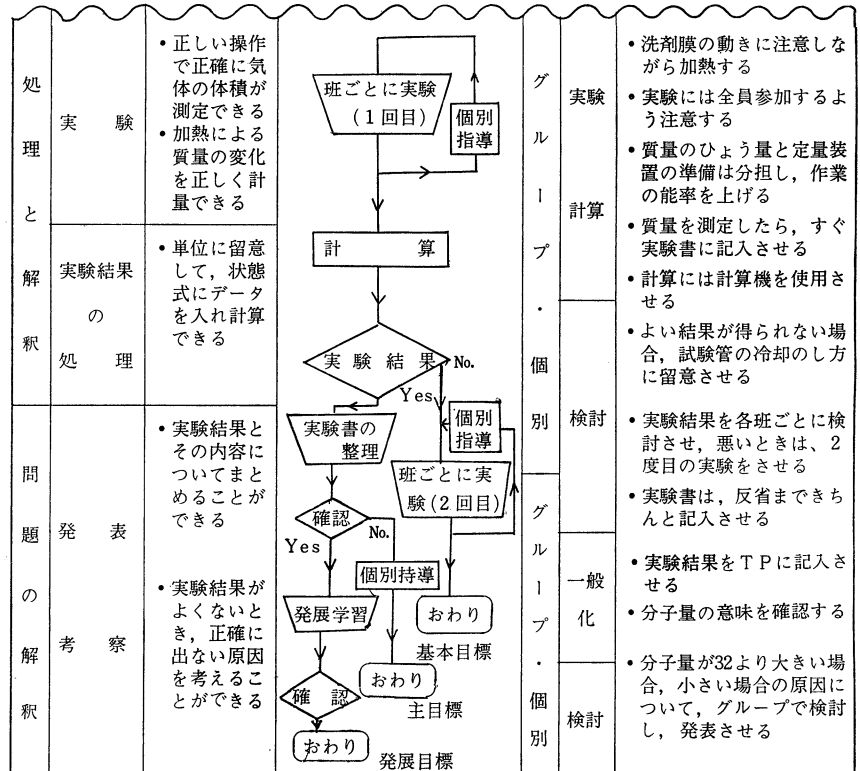 処理と解釈
実　験
• 正しい操作
で正確に気
体の体積が
測定できる
• 加熱による
質量の変化
を正しく計
量できる
実験結果
の
処　理
• 単位に留意
して，状態
式にデータ
を入れ計算
できる
問題の解釈
発　表
考　察
• 実験結果と
その内容に
ついてまと
めることが
できる
• 実験結果が
よくないと
き，正確に
出ない原因
を考えるこ
とができる
班ごとに実験
(1回目)
個別
指導
計　算
実験結果
No.
Yes
実験書の
整理
個別
指導
班ごとに実
験(2回目)
確認
No.
Yes
個別持導
発展学習
おわり
基本目標
確認
おわり
主目標
おわり
発展目標
グループ・個別
グループ・個別
実験
計算
検討
一般
化
検討
• 洗剤膜の動きに注意しな
がら加熱する
• 実験には全員参加するよ
う注意する
• 質量のひょう量と定量装
置の準備は分担し，作業
の能率を上げる
• 質量を測定したら，すぐ
実験書に記入させる
• 計算には計算機を使用さ
せる
• よい結果が得られない場
合，試験管の冷却のし方
に留意させる
• 実験結果を各班ごとに検
討させ，悪いときは、2
度目の実験をさせる
• 実験書は，反省まできち
んと記入させる
• 実験結果をTPに記入さ
せる
• 分子量の意味を確認する
• 分子量が32より大きい場
合，小さい場合の原因に
ついて，グループで検討
し，発表させる